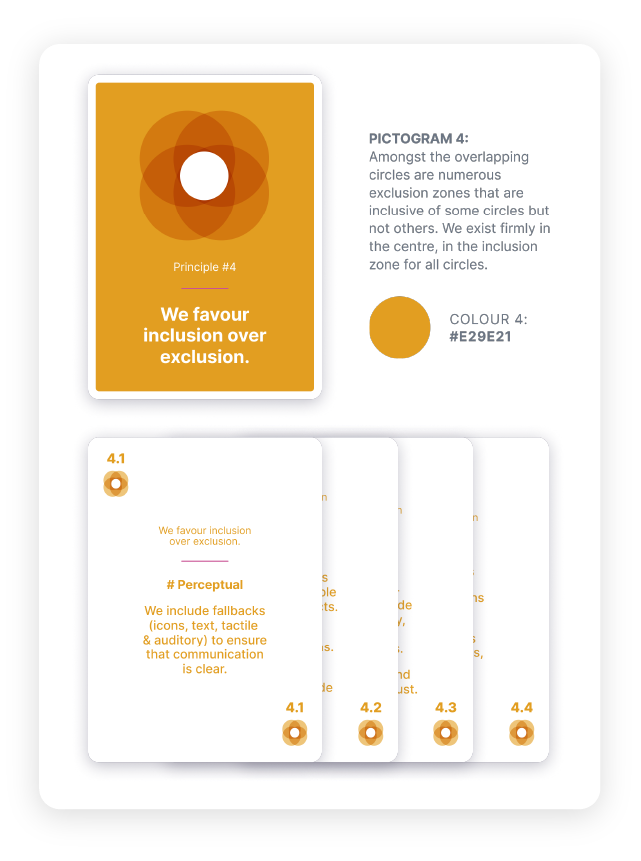 Principle #4
We favour
inclusion over
exclusion.
PICTOGRAM 4:
Amongst the overlapping
circles are numerous
exclusion zones that are
inclusive of some circles but
not others. We exist firmly in
the centre, in the inclusion
zone for all circles.
COLOUR 4:
#E29E21
4.1
We favour inclusion
over exclusion.
# Perceptual
We include fallbacks
(icons, text, tactile
& auditory) to ensure
that communication
is clear.
4.1
4.2
4.3
4.4